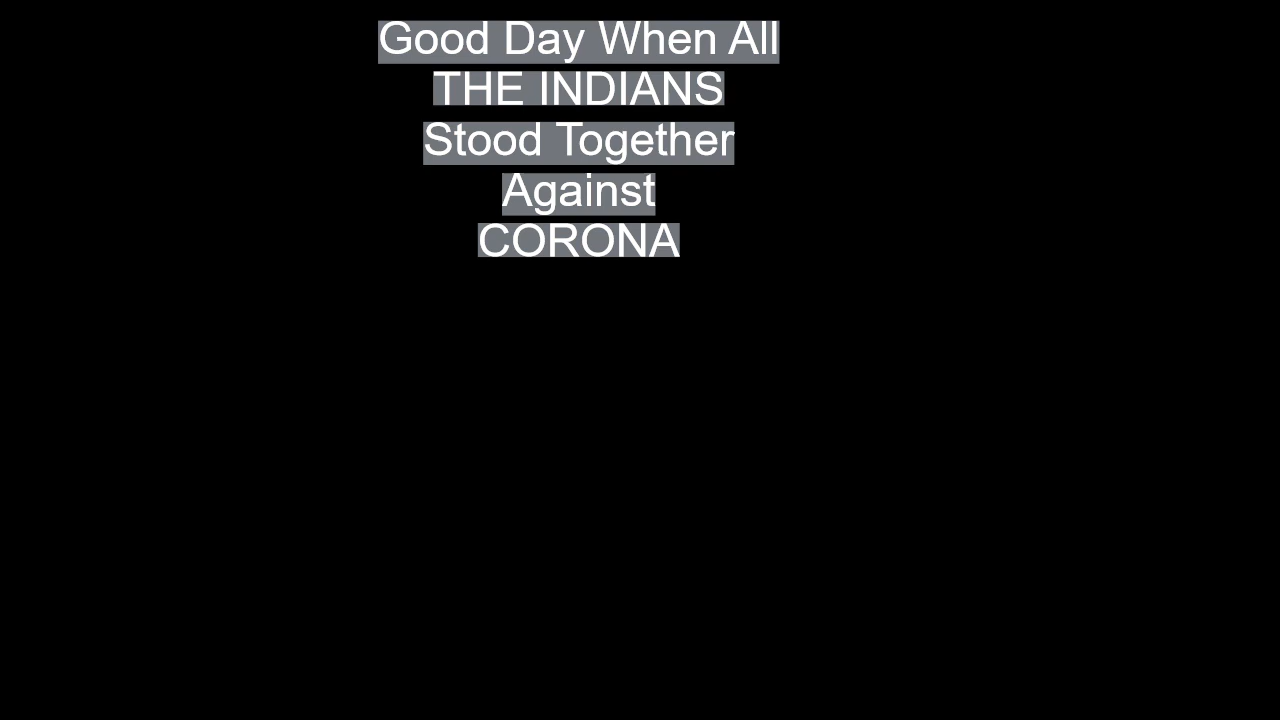 Good Day When All
THE INDIANS
Stood Together
Against
CORONA